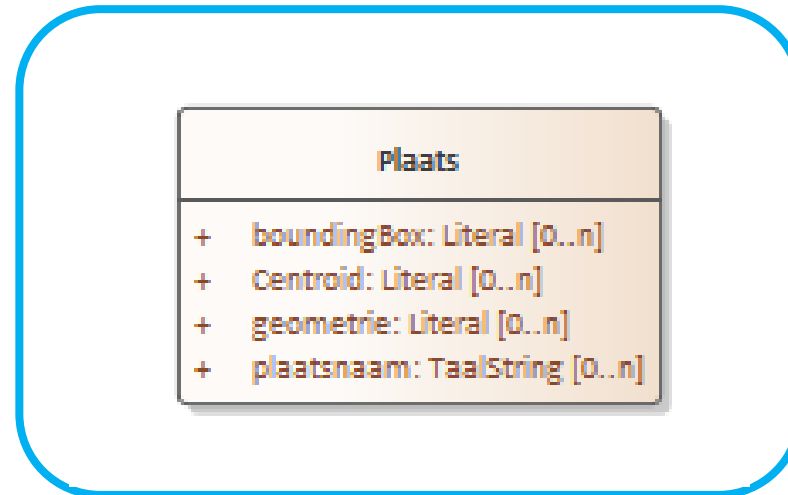 Plaats
+ boundingBox: Literal [0..n]
+ Centroid: Literal [0..n]
+ geometrie: Literal [0..n]
+ plaatsnaam: TaalString [0..n]